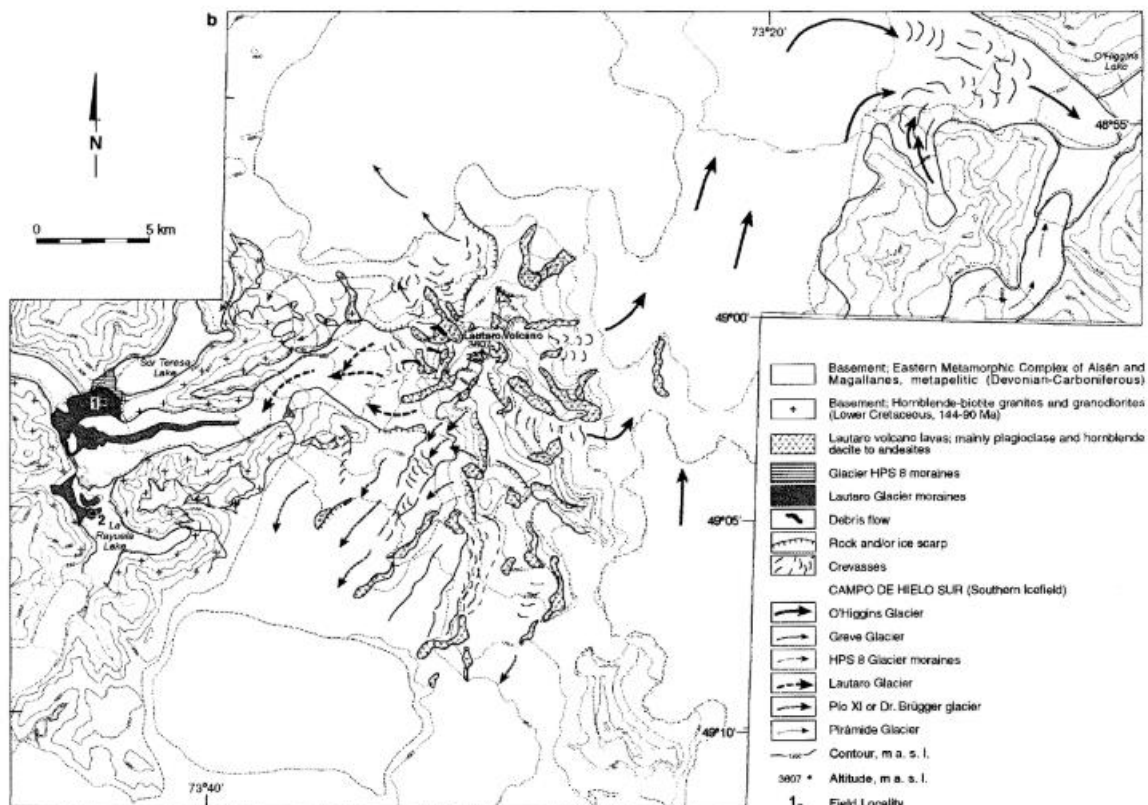 b
73°20'
O'Higgins
Lake
48°55'
N
0 5 km
49°00'
Lautaro Volcano
3607
Sor Teresa
Lake
1
2
La
Rayuela
Lake
49°05'
49°10'
73°40'
Basement; Eastern Metamorphic Complex of Aisén and
Magallanes, metapelitic (Devonian-Carboniferous)
Basement; Hornblende-biotite granites and granodiorites
(Lower Cretaceous, 144-90 Ma)
Lautaro volcano lavas; mainly plagioclase and hornblende
dacite to andesites
Glacier HPS 8 moraines
Lautaro Glacier moraines
Debris flow
Rock and/or ice scarp
Crevasses
CAMPO DE HIELO SUR (Southern Icefield)
O'Higgins Glacier
Greve Glacier
HPS 8 Glacier moraines
Lautaro Glacier
Pío XI or Dr. Brügger glacier
Pirámide Glacier
Contour, m a. s. l.
3607 • Altitude, m a. s. l.
1- Field Locality